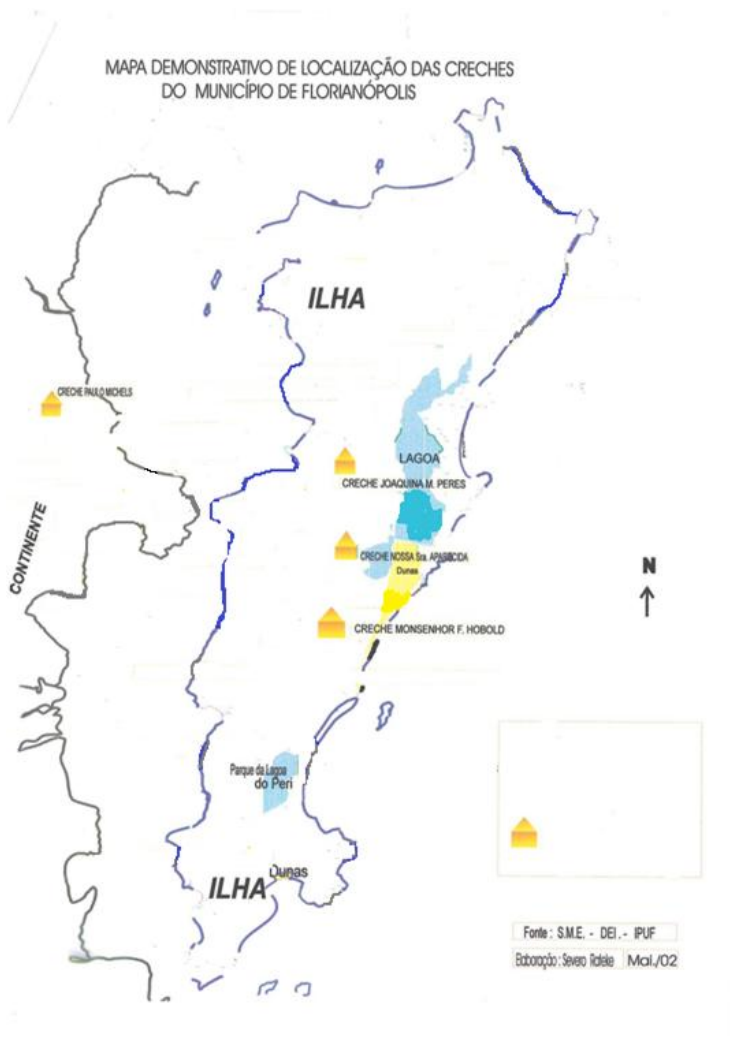 MAPA DEMONSTRATIVO DE LOCALIZAÇÃO DAS CRECHES
DO MUNICÍPIO DE FLORIANÓPOLIS
ILHA
CRECHE PAULO MICHELS
LAGOA
CRECHE JOAQUINA M. PERES
CONTINENTE
CRECHE NOSSA Sra. APARECIDA
Dunas
N
CRECHE MONSENHOR F. HOBOLD
Parque da Lagoa
do Peri
Dunas
ILHA
Fonte : S.M.E. - DEI . - IPUF
Elaboração : Severo Mai./02